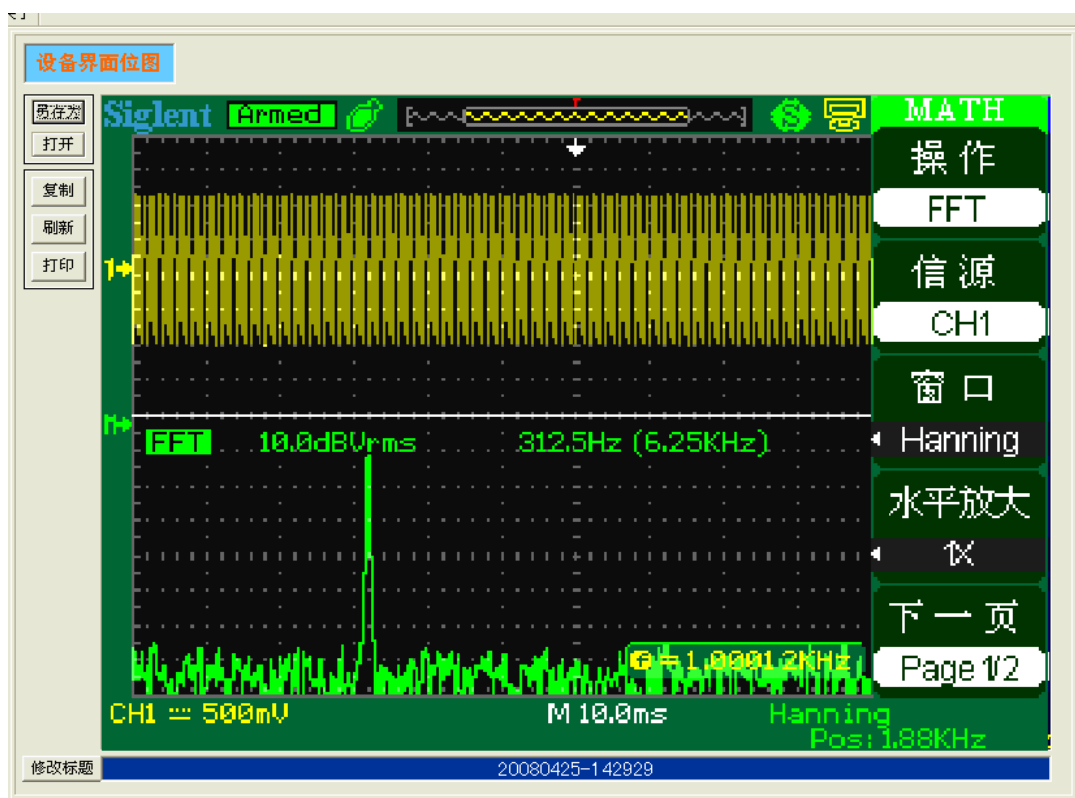 设备界面位图
另存为
打开
复制
刷新
打印
Siglent Armed
MATH
操作
FFT
信源
CH1
窗口
Hanning
水平放大
1X
下一页
Page 1/2
1
M
FFT 10.0dBVrms 312.5Hz (6.25KHz)
= 1.00012KHz
CH1 500mV M 10.0ms Hanning
Pos: 1.88KHz
修改标题
20080425-142929